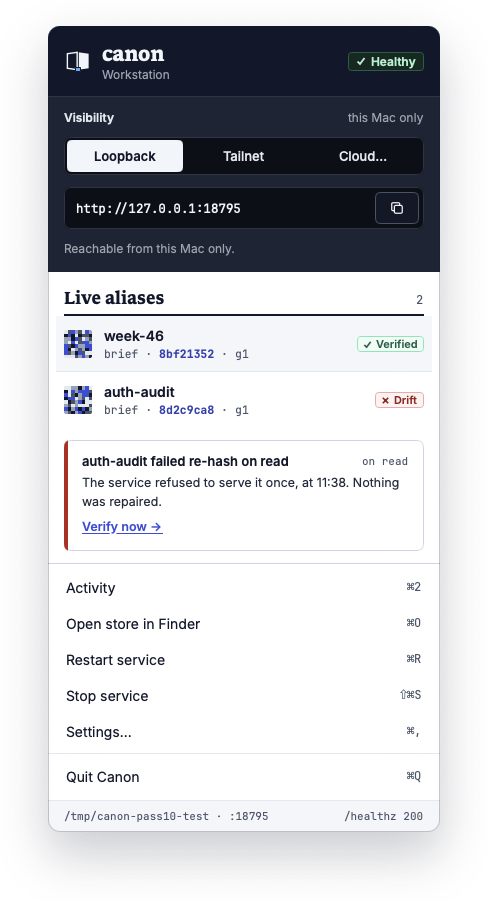 canon
Workstation
✓ Healthy
Visibility
this Mac only
Loopback
Tailnet
Cloud...
http://127.0.0.1:18795
Reachable from this Mac only.
Live aliases
2
week-46
brief · 8bf21352 · g1
✓ Verified
auth-audit
brief · 8d2c9ca8 · g1
× Drift
auth-audit failed re-hash on read
on read
The service refused to serve it once, at 11:38. Nothing
was repaired.
Verify now →
Activity
⌘2
Open store in Finder
⌘O
Restart service
⌘R
Stop service
⇧⌘S
Settings...
⌘,
Quit Canon
⌘Q
/tmp/canon-pass10-test · :18795
/healthz 200